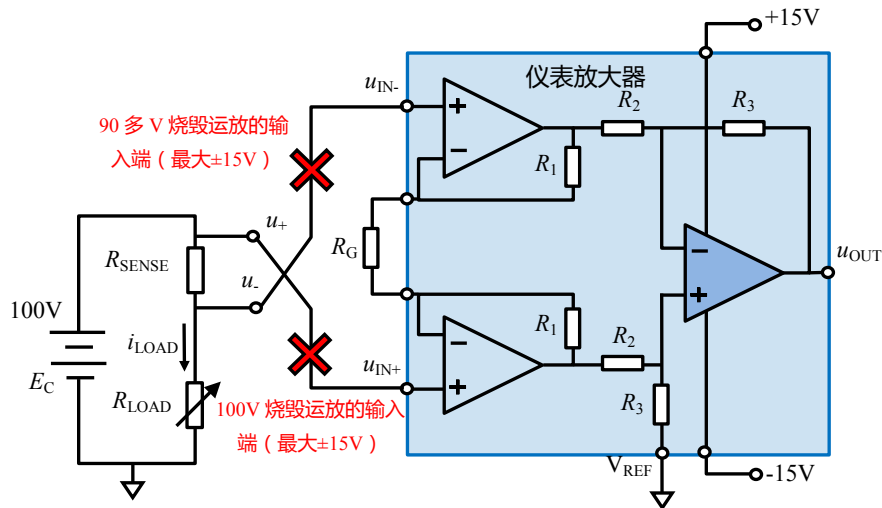 +15V
仪表放大器
uIN-
R2
R3
90 多 V 烧毁运放的输
入端（最大±15V）
R1
u+
RSENSE
u-
RG
uOUT
100V
iLOAD
EC
RLOAD
R1
R2
uIN+
100V 烧毁运放的输入
端（最大±15V）
R3
VREF
-15V